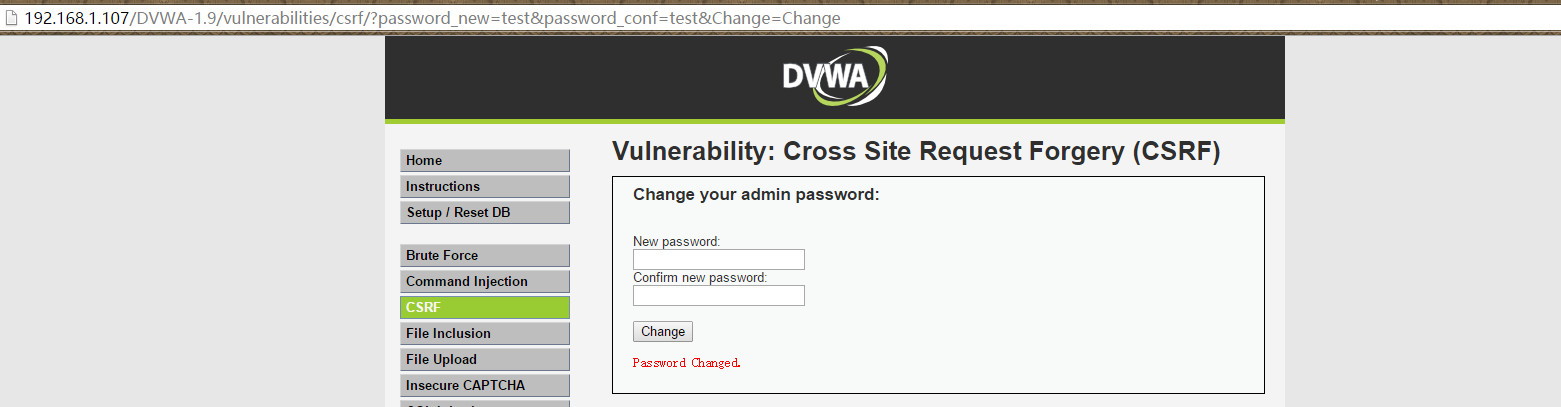 192.168.1.107/DVWA-1.9/vulnerabilities/csrf/?password_new=test&password_conf=test&Change=Change
DVWA
Vulnerability: Cross Site Request Forgery (CSRF)
Home
Instructions
Setup / Reset DB
Brute Force
Command Injection
CSRF
File Inclusion
File Upload
Insecure CAPTCHA
Change your admin password:
New password:
Confirm new password:
Change
Password Changed.